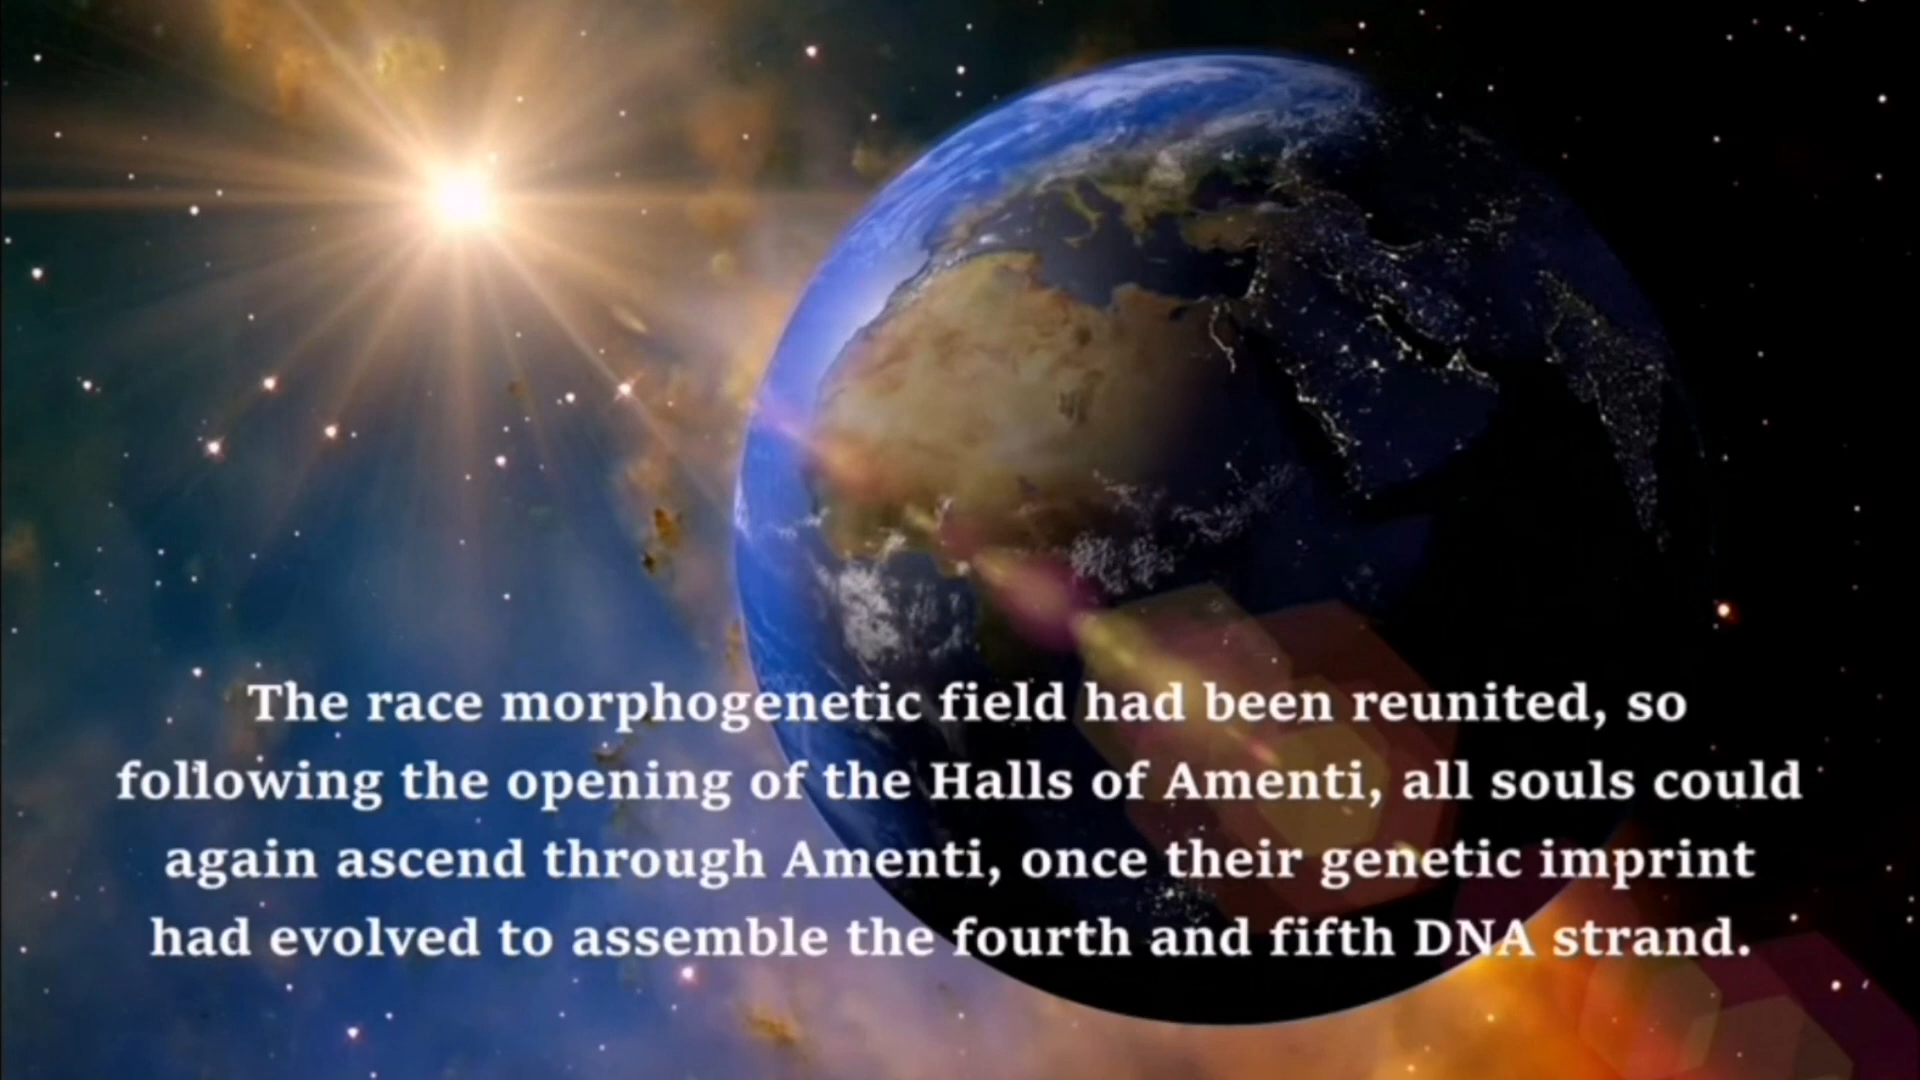 The race morphogenetic field had been reunited, so
following the opening of the Halls of Amenti, all souls could
again ascend through Amenti, once their genetic imprint
had evolved to assemble the fourth and fifth DNA strand.